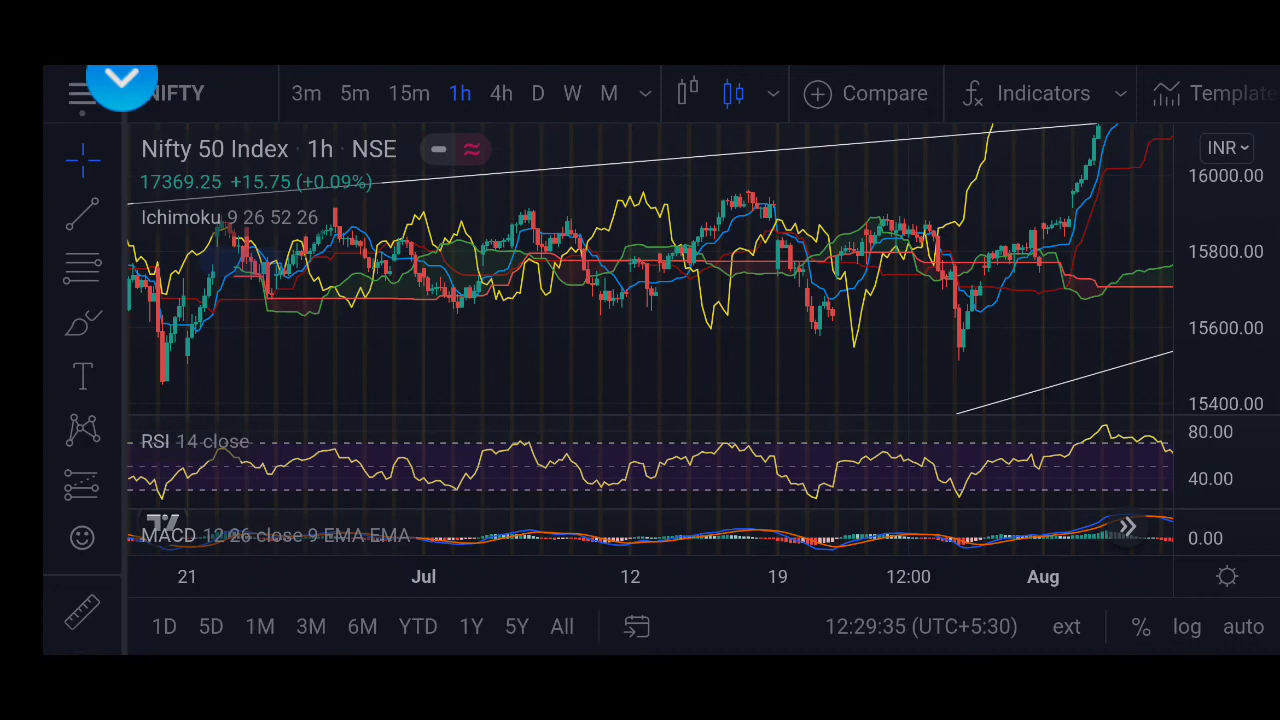 NIFTY 3m 5m 15m 1h 4h D W M Compare Indicators Template
Nifty 50 Index · 1h · NSE
INR
17369.25 +15.75 (+0.09%)
16000.00
Ichimoku 9 26 52 26
15800.00
15600.00
15400.00
RSI 14 close
80.00
40.00
MACD 12 26 close 9 EMA EMA
0.00
21 Jul 12 19 12:00 Aug
1D 5D 1M 3M 6M YTD 1Y 5Y All 12:29:35 (UTC+5:30) ext % log auto